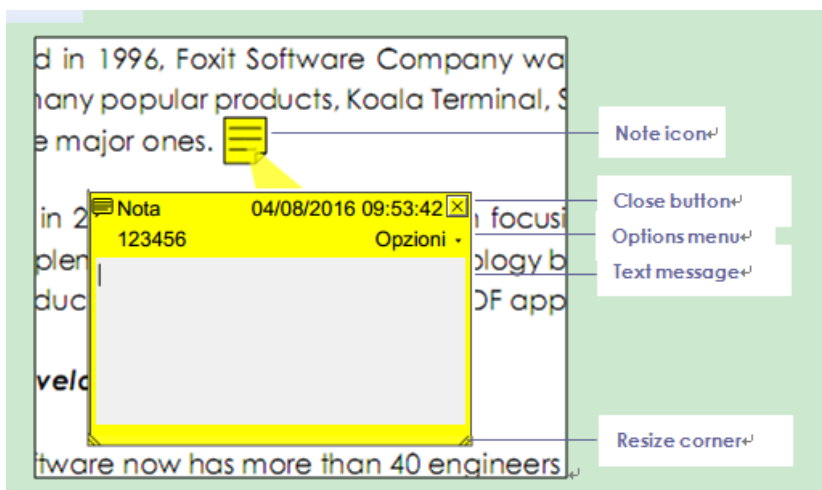 d in 1996, Foxit Software Company wa
nany popular products, Koala Terminal, S
e major ones.
Note icon
Nota 04/08/2016 09:53:42
Close button
in 2 focusi
123456 Opzioni
Options menu
plen ology b
Text message
duc DF app
velo
Resize corner
tware now has more than 40 engineers